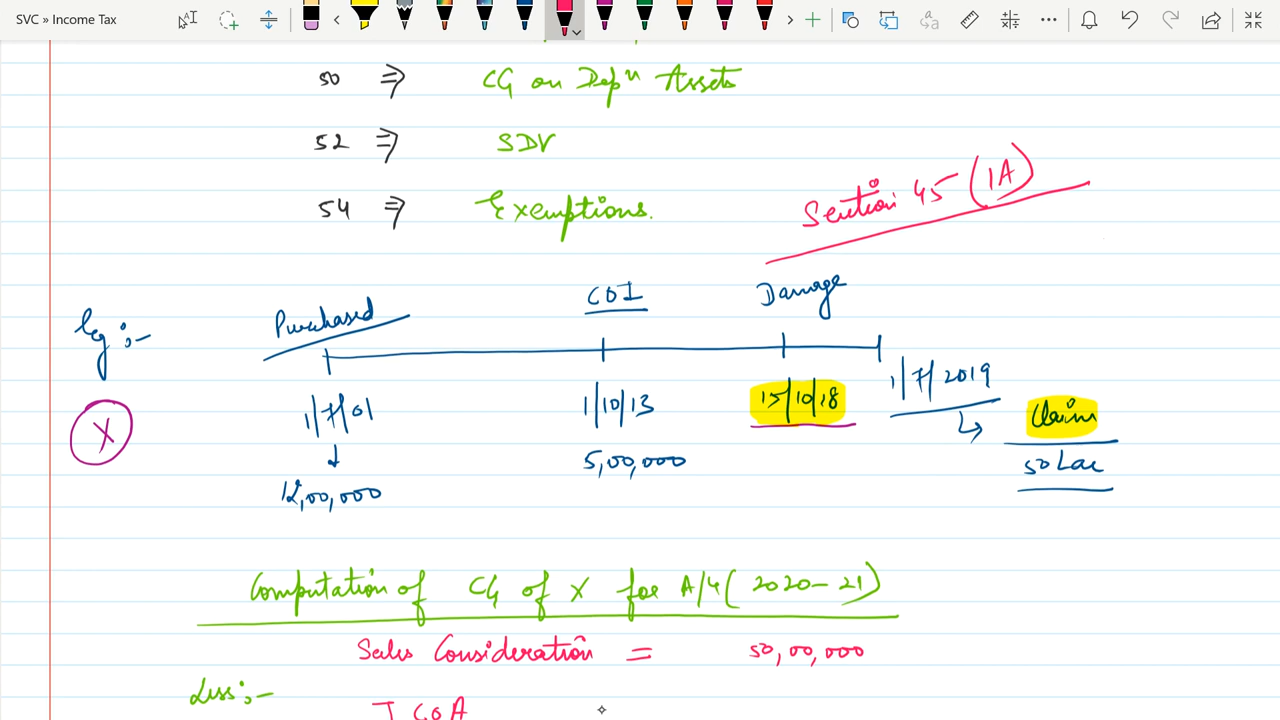 SVC » Income Tax
50 ⇒ CG on Depⁿ Assets
52 ⇒ SDV
54 ⇒ Exemptions.
Section 45 (1A)
Eg :-
Purchased
COI
Damage
X
1/7/01
1/10/13
15/10/18
1/7/2019
Claim
50 Lac
12,00,000
5,00,000
Computation of CG of X for A/Y (2020-21)
Sales Consideration = 50,00,000
Less :-
I COA